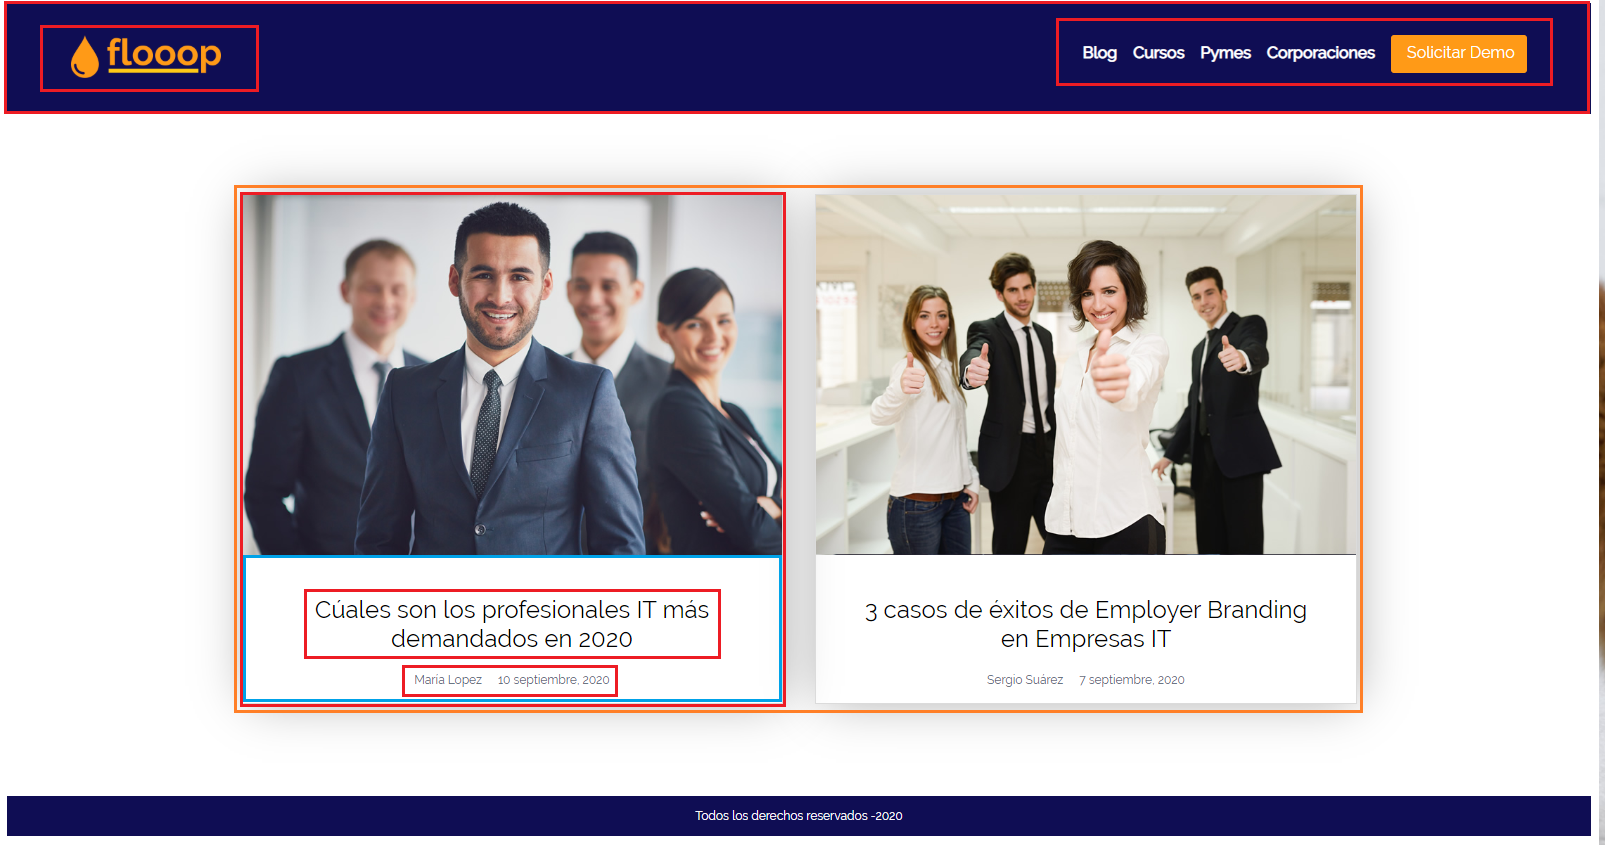 flooop
Blog Cursos Pymes Corporaciones Solicitar Demo
Cúales son los profesionales IT más
demandados en 2020
María Lopez 10 septiembre, 2020
3 casos de éxitos de Employer Branding
en Empresas IT
Sergio Suárez 7 septiembre, 2020
Todos los derechos reservados -2020